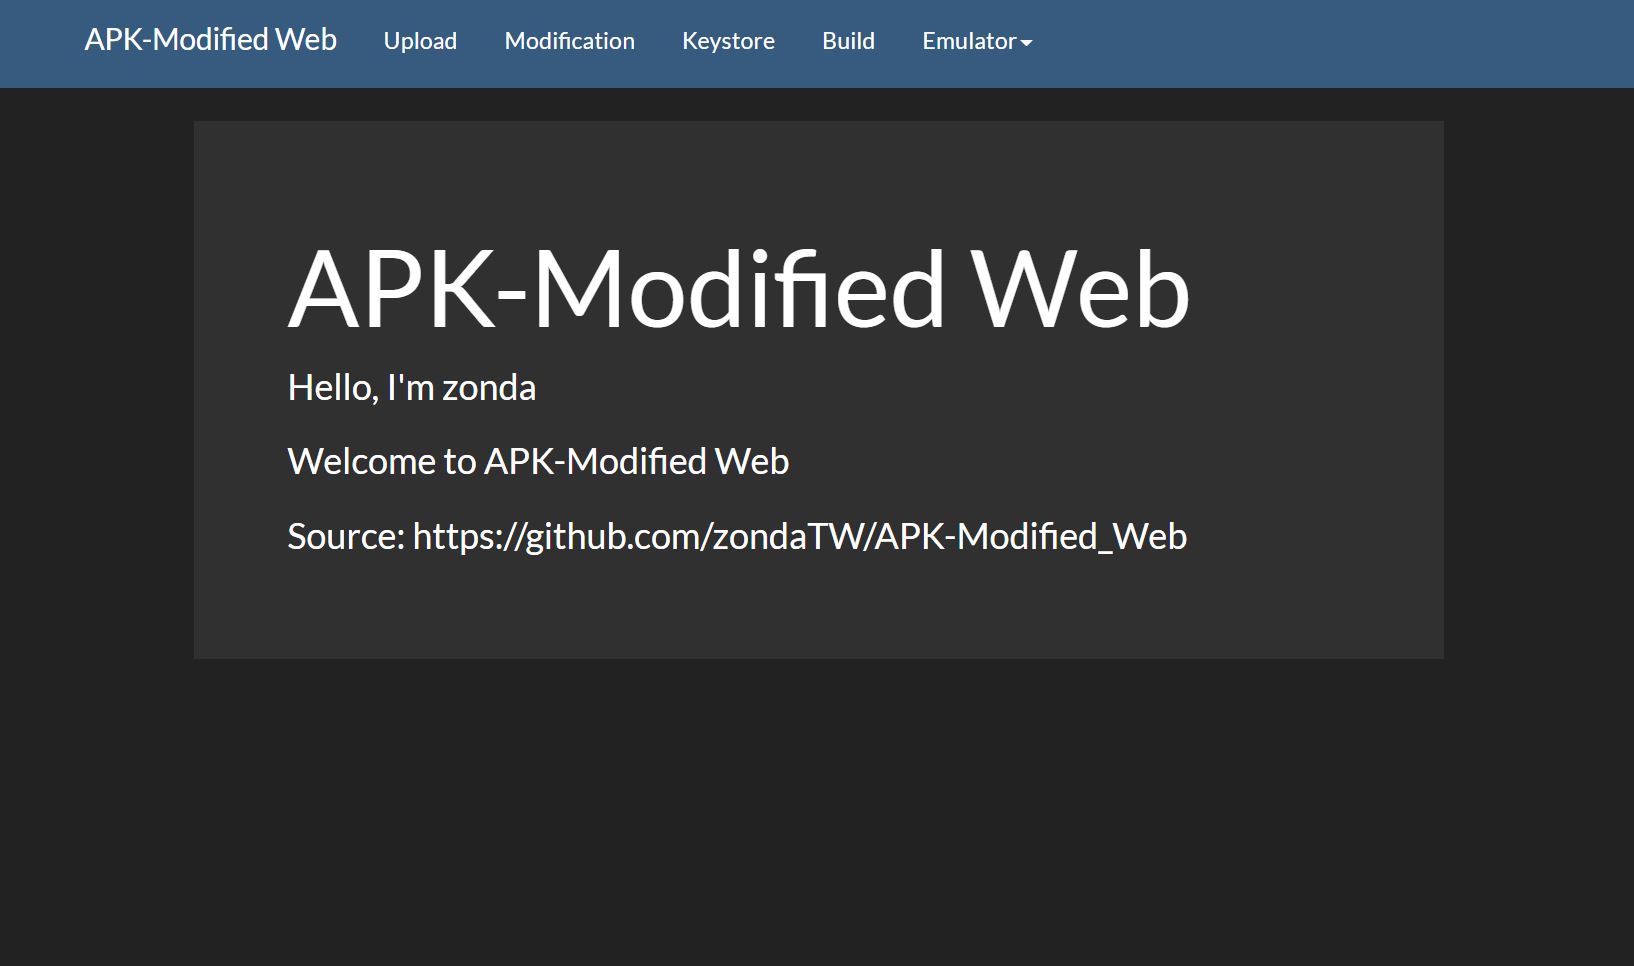 APK-Modified Web Upload Modification Keystore Build Emulator
APK-Modified Web
Hello, I'm zonda
Welcome to APK-Modified Web
Source: https://github.com/zondaTW/APK-Modified_Web